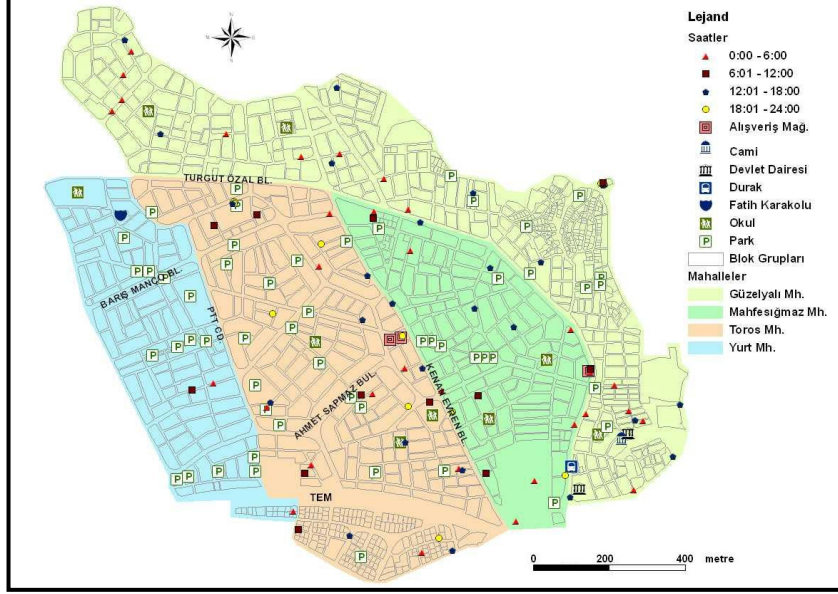 Lejand
Saatler
0:00 - 6:00
6:01 - 12:00
12:01 - 18:00
18:01 - 24:00
Alışveriş Mağ.
Cami
Devlet Dairesi
Durak
Fatih Karakolu
Okul
P Park
Blok Grupları
Mahalleler
Güzelyalı Mh.
Mahfesığmaz Mh.
Toros Mh.
Yurt Mh.
TURGUT ÖZAL BL.
BARIŞ MANÇO BL.
PTT CD.
AHMET SAPMAZ BUL.
KENAN EVREN BL.
TEM
0 200 400 metre